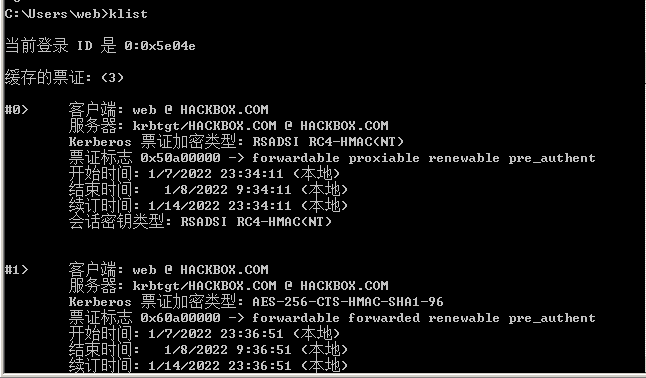 C:\Users\web>klist
当前登录 ID 是 0:0x5e04e
缓存的票证: (3)
#0> 客户端: web @ HACKBOX.COM
服务器: krbtgt/HACKBOX.COM @ HACKBOX.COM
Kerberos 票证加密类型: RSADSI RC4-HMAC(NT)
票证标志 0x50a00000 -> forwardable proxiable renewable pre_authent
开始时间: 1/7/2022 23:34:11 (本地)
结束时间: 1/8/2022 9:34:11 (本地)
续订时间: 1/14/2022 23:34:11 (本地)
会话密钥类型: RSADSI RC4-HMAC(NT)
#1> 客户端: web @ HACKBOX.COM
服务器: krbtgt/HACKBOX.COM @ HACKBOX.COM
Kerberos 票证加密类型: AES-256-CTS-HMAC-SHA1-96
票证标志 0x60a00000 -> forwardable forwarded renewable pre_authent
开始时间: 1/7/2022 23:36:51 (本地)
结束时间: 1/8/2022 9:36:51 (本地)
续订时间: 1/14/2022 23:36:51 (本地)